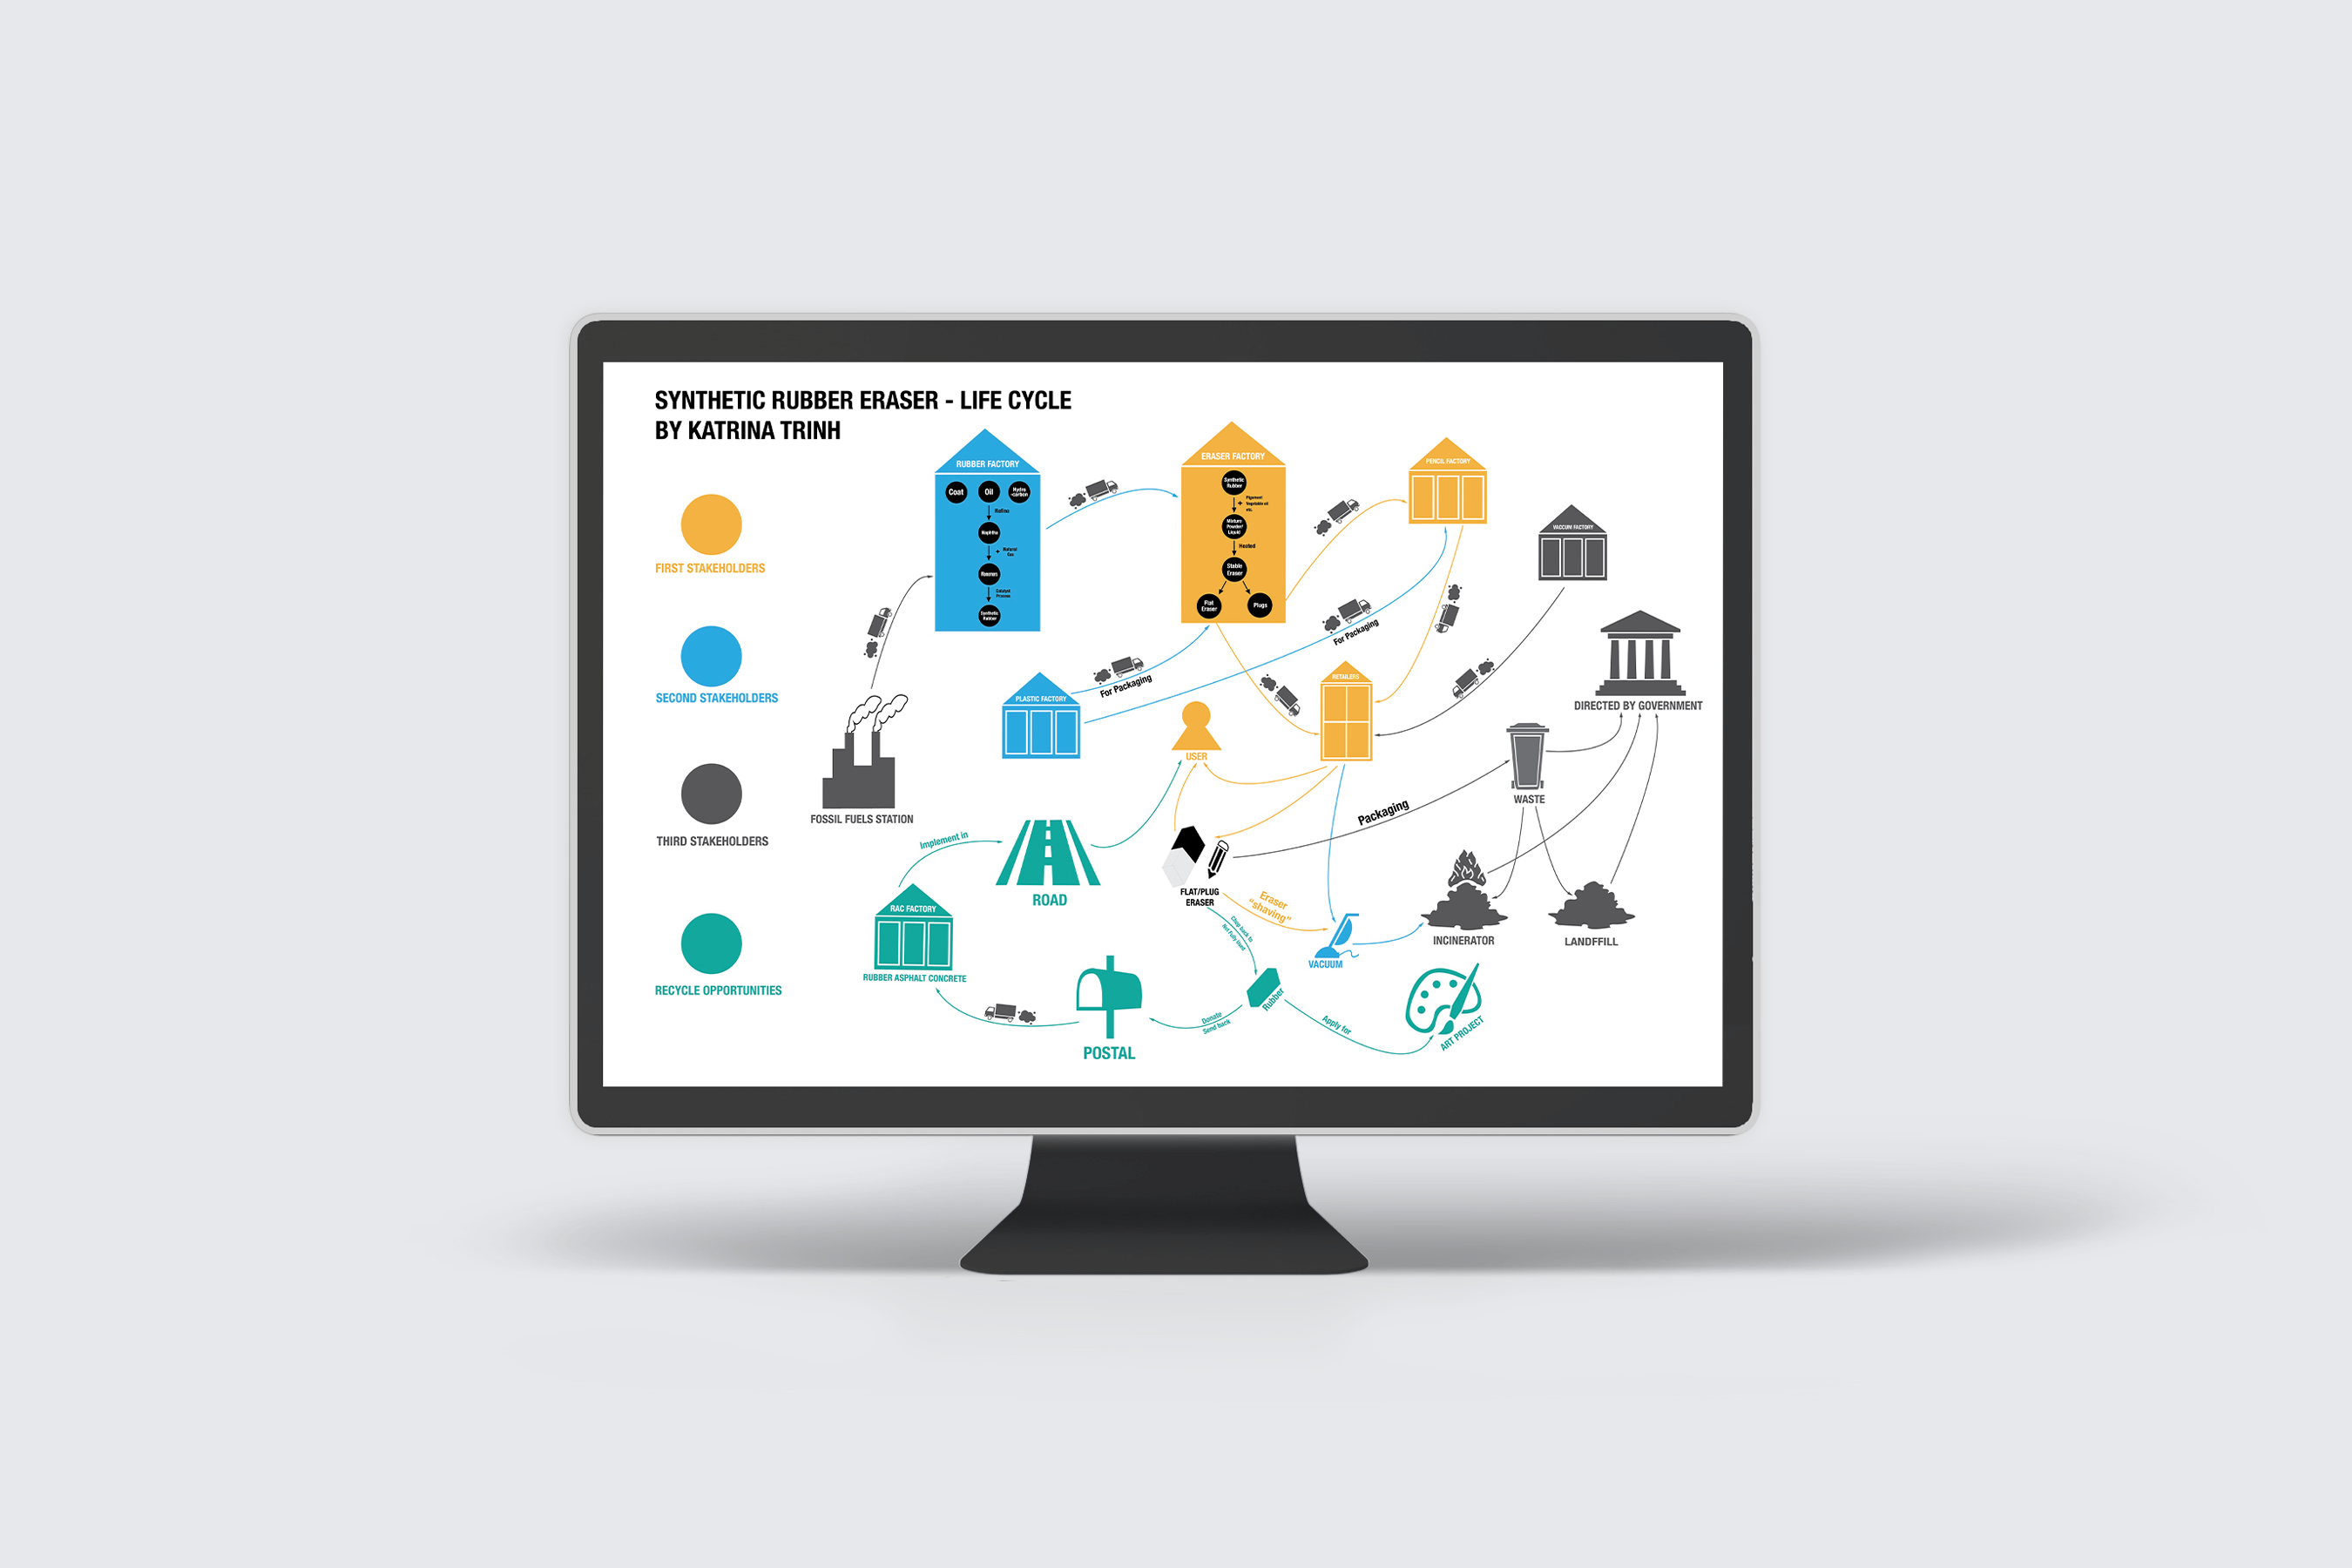 SYNTHETIC RUBBER ERASER - LIFE CYCLE
BY KATRINA TRINH
FIRST STAKEHOLDERS
SECOND STAKEHOLDERS
THIRD STAKEHOLDERS
RECYCLE OPPORTUNITIES
RUBBER FACTORY
Coat
Oil
Hydro
-carbon
Refine
Naphtha
+ Natural
Gas
Catalyst
Process
Synthetic
Rubber
ERASER FACTORY
Synthetic
Rubber
+ Pigment
Vegetable oil
etc.
Mixture
Powder/
Liquid
Heated
Stable
Eraser
Flat
Eraser
Plugs
PENCIL FACTORY
VACCUM FACTORY
DIRECTED BY GOVERNMENT
PLASTIC FACTORY
For Packaging
For Packaging
RETAILERS
USER
FOSSIL FUELS STATION
WASTE
Packaging
Implement in
ROAD
FLAT/PLUG
ERASER
Eraser
"shaving"
RAC FACTORY
RUBBER ASPHALT CONCRETE
VACUUM
INCINERATOR
LANDFFILL
Rubber
Donate
Send back
POSTAL
Apply for
ART PROJECT